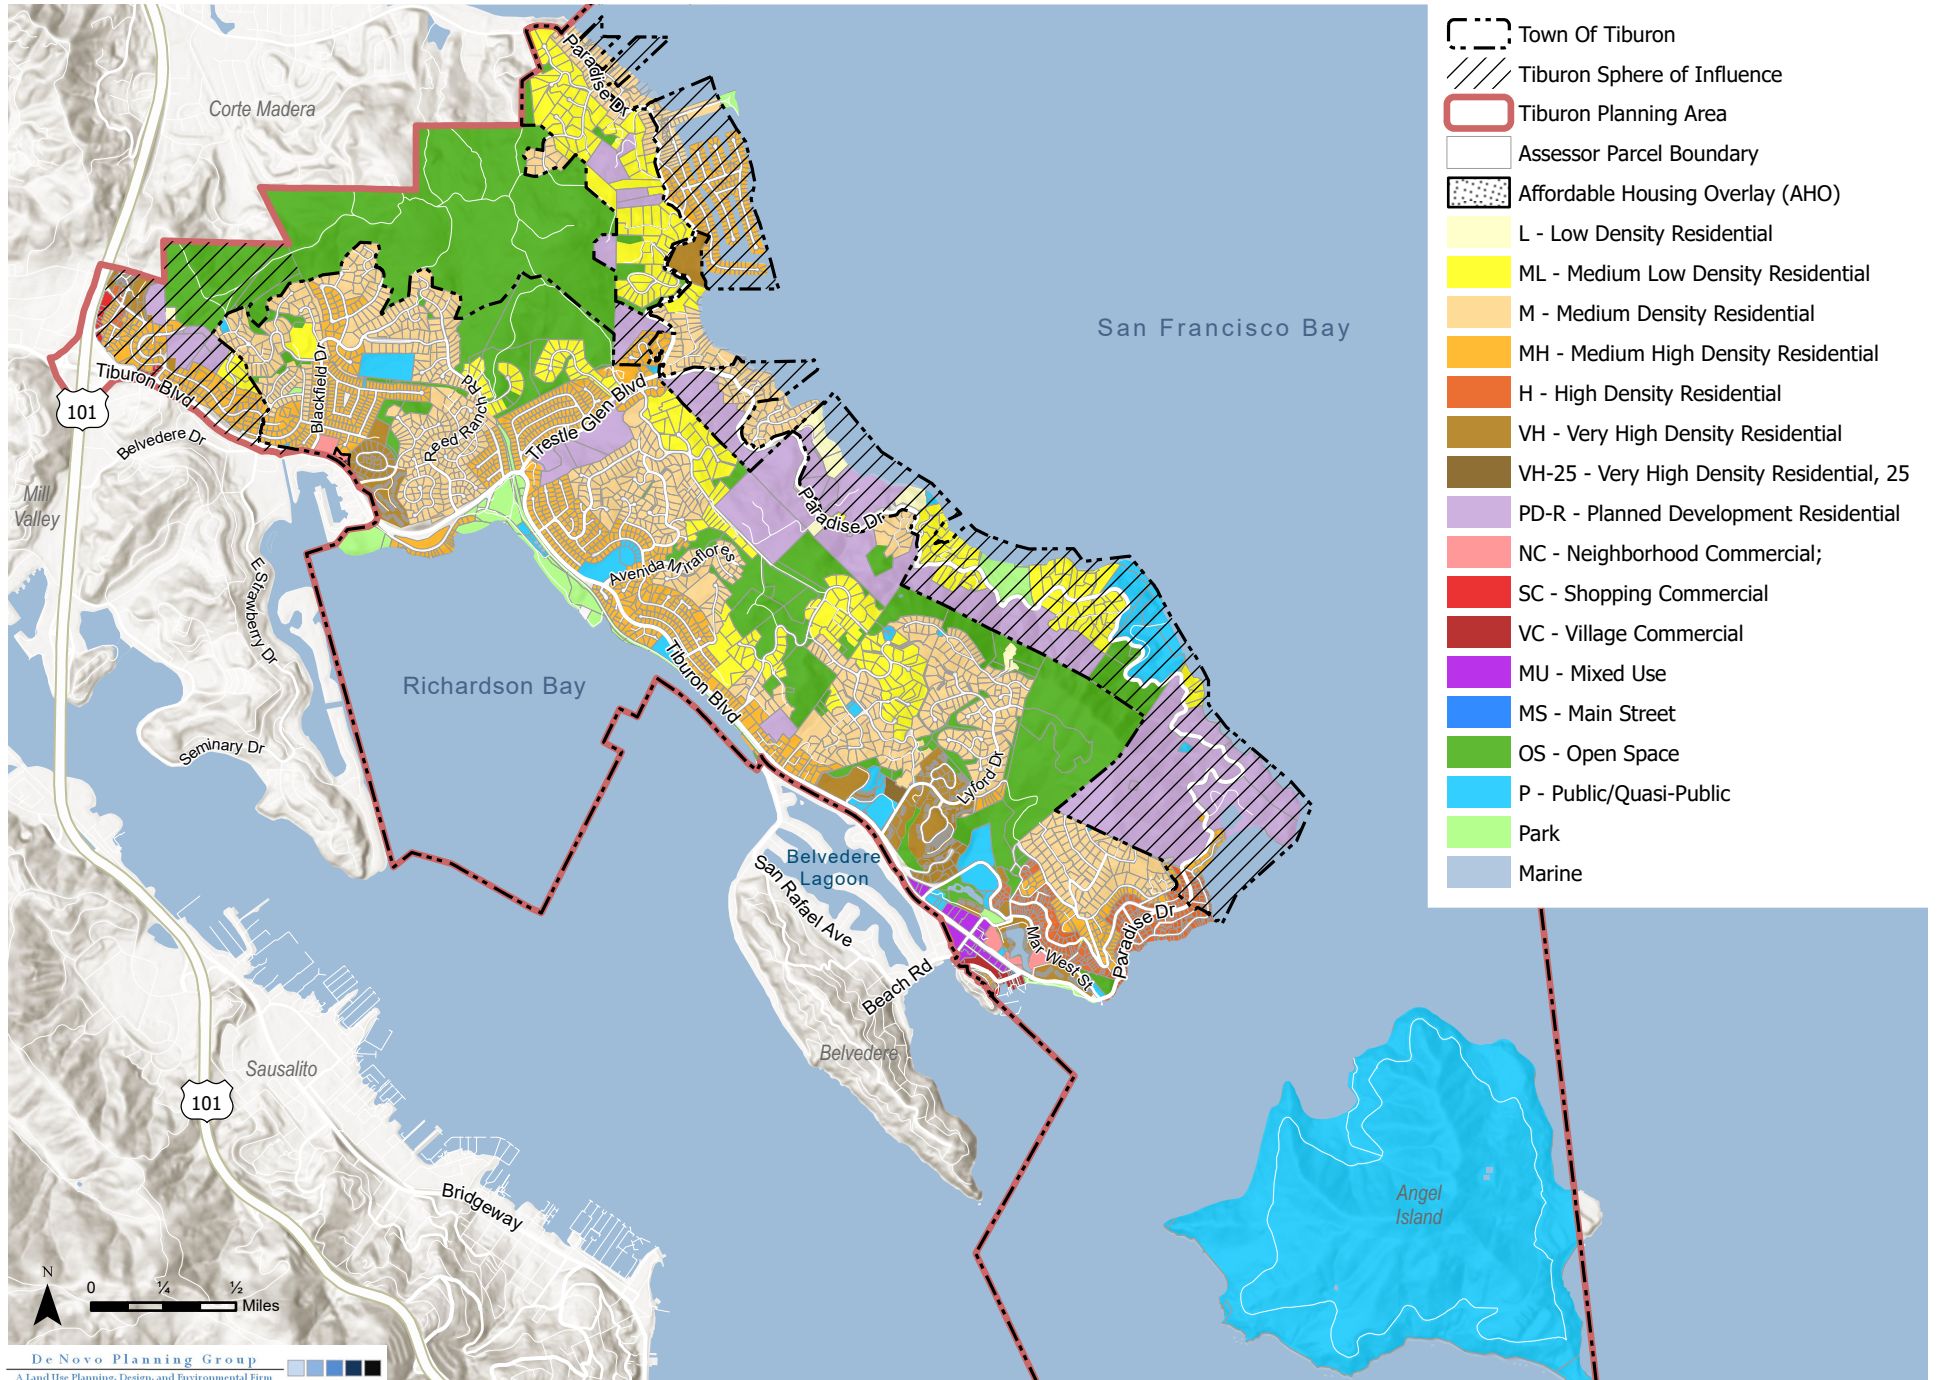 Town Of Tiburon
Tiburon Sphere of Influence
Tiburon Planning Area
Assessor Parcel Boundary
Affordable Housing Overlay (AHO)
L - Low Density Residential
ML - Medium Low Density Residential
M - Medium Density Residential
MH - Medium High Density Residential
H - High Density Residential
VH - Very High Density Residential
VH-25 - Very High Density Residential, 25
PD-R - Planned Development Residential
NC - Neighborhood Commercial;
SC - Shopping Commercial
VC - Village Commercial
MU - Mixed Use
MS - Main Street
OS - Open Space
P - Public/Quasi-Public
Park
Marine
Paradise Dr
Corte Madera
San Francisco Bay
Tiburon Blvd
101
Blackfield Dr
Reed Ranch Rd
Trestle Glen Blvd
Belvedere Dr
Mill
Valley
Paradise Dr
Avenida Miraflores
E Strawberry Dr
Richardson Bay
Tiburon Blvd
Seminary Dr
Lyford Dr
Belvedere
Lagoon
San Rafael Ave
Mar West St
Paradise Dr
Beach Rd
Belvedere
Sausalito
101
Bridgeway
Angel
Island
N
0 ¼ ½
Miles
De Novo Planning Group
A Land Use Planning, Design, and Environmental Firm